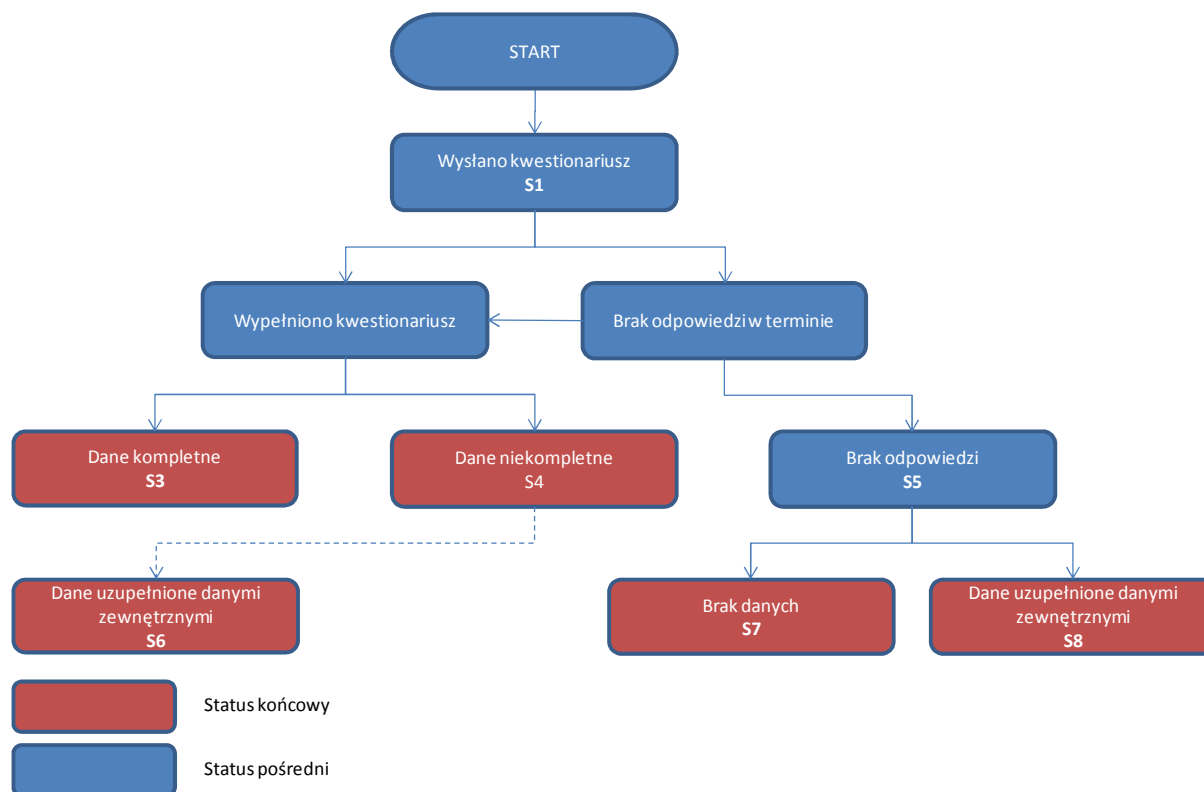 START
Wysłano kwestionariusz
S1
Wypełniono kwestionariusz
Brak odpowiedzi w terminie
Dane kompletne
S3
Dane niekompletne
S4
Brak odpowiedzi
S5
Dane uzupełnione danymi
zewnętrznymi
S6
Brak danych
S7
Dane uzupełnione danymi
zewnętrznymi
S8
Status końcowy
Status pośredni